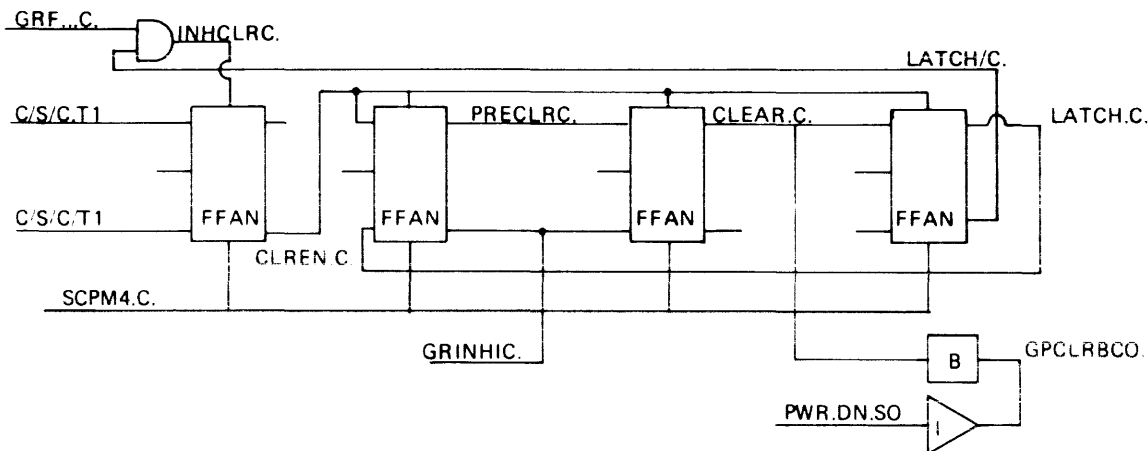 GRF...C.
INHCLRC.
LATCH/C.
C/S/C.T1
PRECLRC.
CLEAR.C.
LATCH.C.
C/S/C/T1
FFAN
FFAN
FFAN
FFAN
CLREN.C.
SCPM4.C.
GRINHIC.
B
GPCLRBCO.
PWR.DN.SO
I